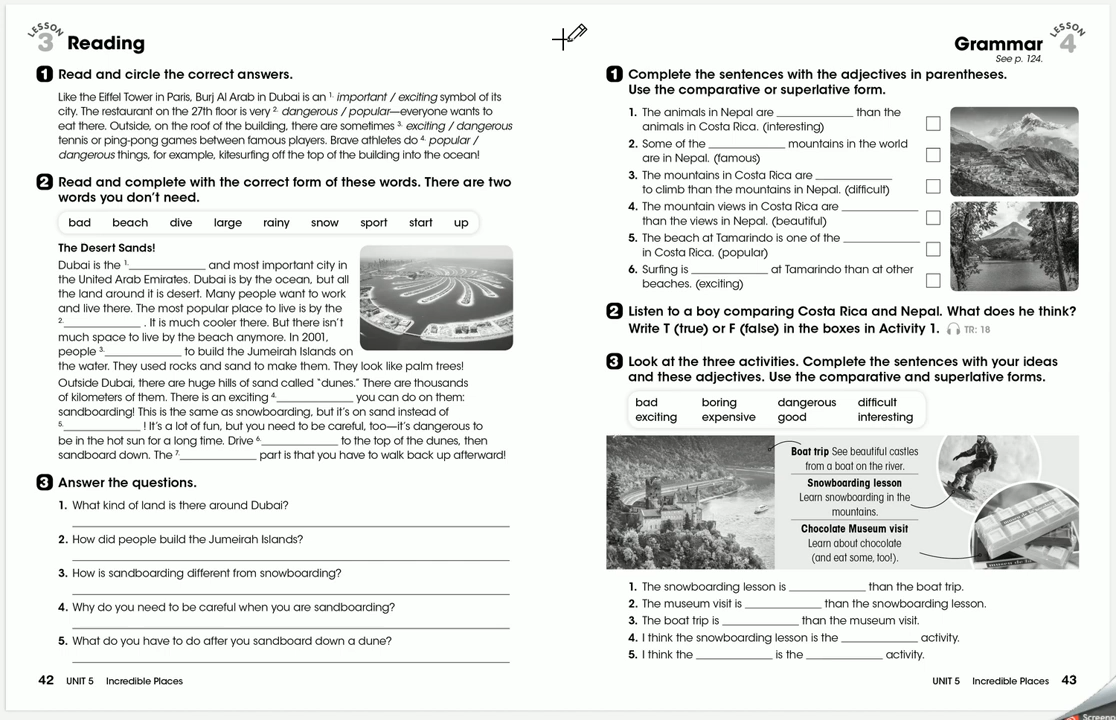 LESSON 3 Reading
1 Read and circle the correct answers.
Like the Eiffel Tower in Paris, Burj Al Arab in Dubai is an 1. important / exciting symbol of its
city. The restaurant on the 27th floor is very 2. dangerous / popular—everyone wants to
eat there. Outside, on the roof of the building, there are sometimes 3. exciting / dangerous
tennis or ping-pong games between famous players. Brave athletes do 4. popular /
dangerous things, for example, kitesurfing off the top of the building into the ocean!
2 Read and complete with the correct form of these words. There are two
words you don't need.
bad beach dive large rainy snow sport start up
The Desert Sands!
Dubai is the 1.____________ and most important city in
the United Arab Emirates. Dubai is by the ocean, but all
the land around it is desert. Many people want to work
and live there. The most popular place to live is by the
2.____________ . It is much cooler there. But there isn't
much space to live by the beach anymore. In 2001,
people 3.____________ to build the Jumeirah Islands on
the water. They used rocks and sand to make them. They look like palm trees!
Outside Dubai, there are huge hills of sand called "dunes." There are thousands
of kilometers of them. There is an exciting 4.____________ you can do on them:
sandboarding! This is the same as snowboarding, but it's on sand instead of
5.____________ ! It's a lot of fun, but you need to be careful, too—it's dangerous to
be in the hot sun for a long time. Drive 6.____________ to the top of the dunes, then
sandboard down. The 7.____________ part is that you have to walk back up afterward!
3 Answer the questions.
1. What kind of land is there around Dubai?
2. How did people build the Jumeirah Islands?
3. How is sandboarding different from snowboarding?
4. Why do you need to be careful when you are sandboarding?
5. What do you have to do after you sandboard down a dune?
42 UNIT 5 Incredible Places
Grammar LESSON 4
See p. 124.
1 Complete the sentences with the adjectives in parentheses.
Use the comparative or superlative form.
1. The animals in Nepal are ____________ than the
animals in Costa Rica. (interesting)
2. Some of the ____________ mountains in the world
are in Nepal. (famous)
3. The mountains in Costa Rica are ____________
to climb than the mountains in Nepal. (difficult)
4. The mountain views in Costa Rica are ____________
than the views in Nepal. (beautiful)
5. The beach at Tamarindo is one of the ____________
in Costa Rica. (popular)
6. Surfing is ____________ at Tamarindo than at other
beaches. (exciting)
2 Listen to a boy comparing Costa Rica and Nepal. What does he think?
Write T (true) or F (false) in the boxes in Activity 1. TR: 18
3 Look at the three activities. Complete the sentences with your ideas
and these adjectives. Use the comparative and superlative forms.
bad boring dangerous difficult
exciting expensive good interesting
Boat trip See beautiful castles
from a boat on the river.
Snowboarding lesson
Learn snowboarding in the
mountains.
Chocolate Museum visit
Learn about chocolate
(and eat some, too!).
1. The snowboarding lesson is ____________ than the boat trip.
2. The museum visit is ____________ than the snowboarding lesson.
3. The boat trip is ____________ than the museum visit.
4. I think the snowboarding lesson is the ____________ activity.
5. I think the ____________ is the ____________ activity.
UNIT 5 Incredible Places 43